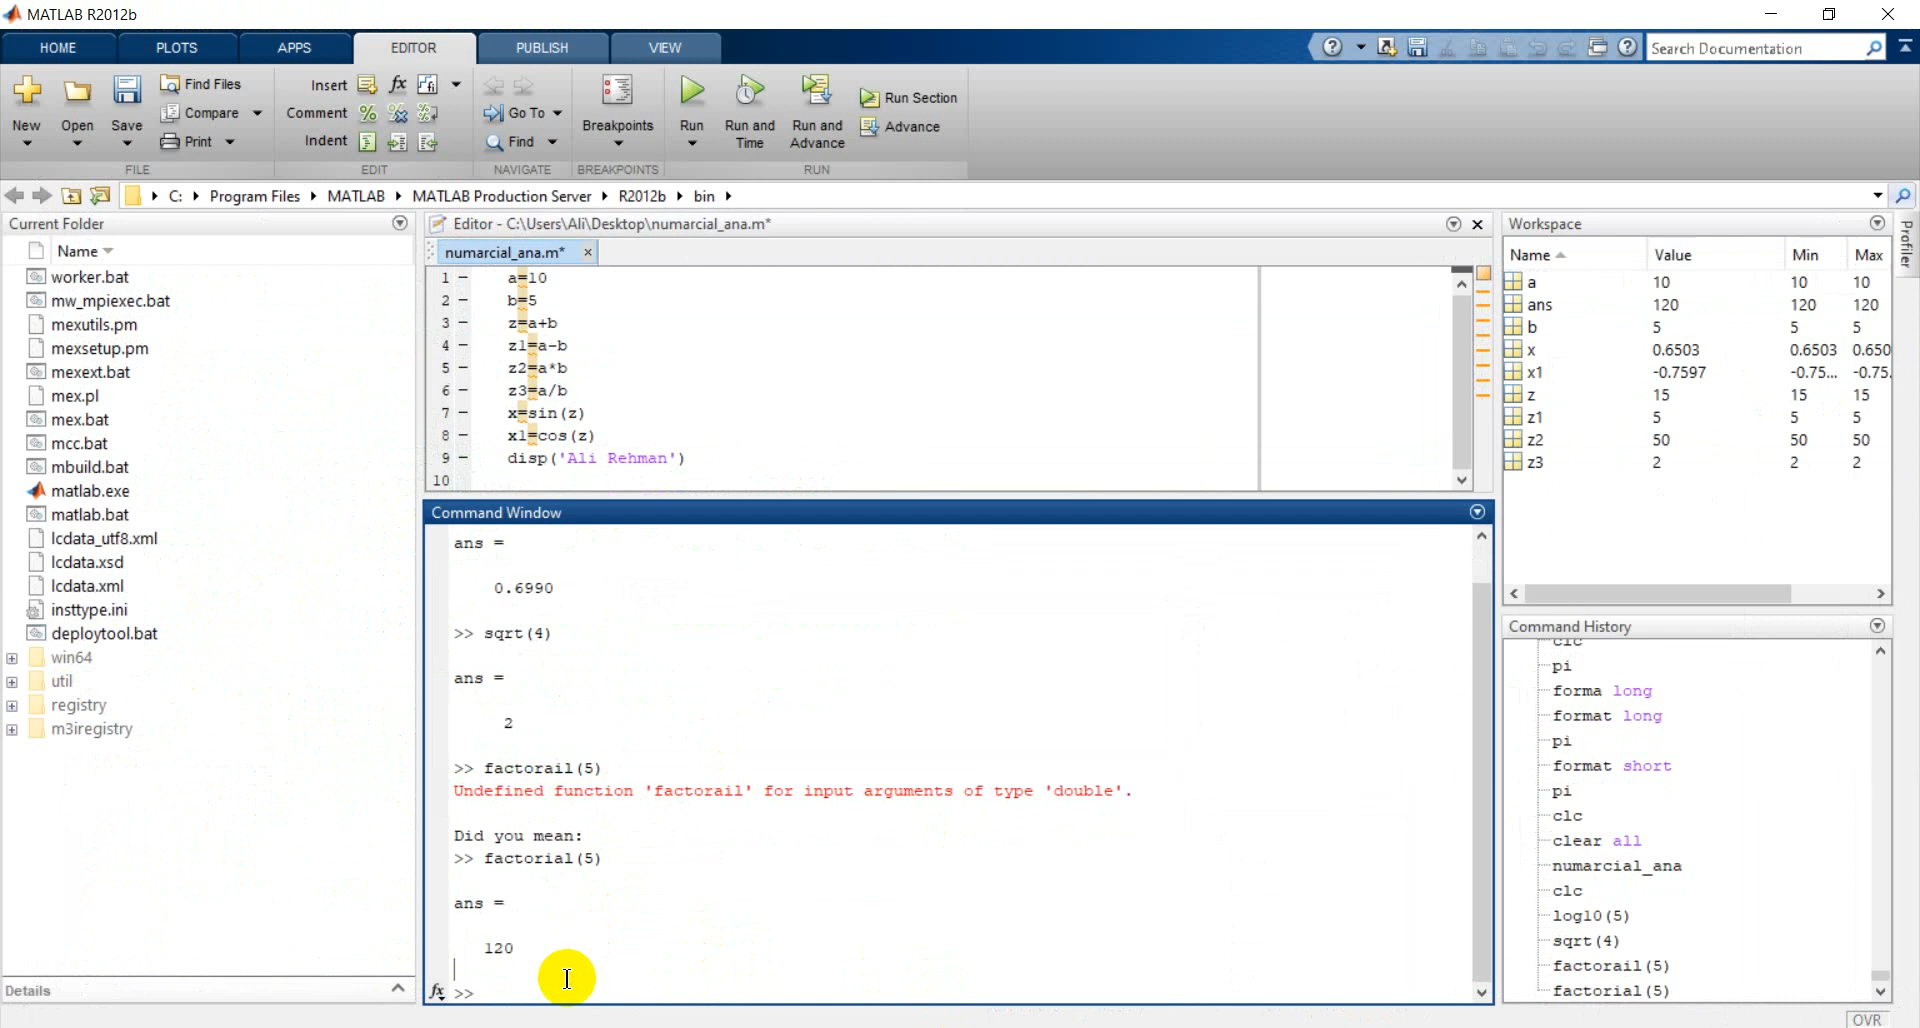 MATLAB R2012b
HOME PLOTS APPS EDITOR PUBLISH VIEW
Search Documentation
New
Open
Save
Find Files
Compare
Print
FILE
Insert
Comment
Indent
EDIT
Go To
Find
NAVIGATE
Breakpoints
BREAKPOINTS
Run
Run and Time
Run and Advance
Run Section
Advance
RUN
C: Program Files MATLAB MATLAB Production Server R2012b bin
Current Folder
Name
worker.bat
mw_mpiexec.bat
mexutils.pm
mexsetup.pm
mexext.bat
mex.pl
mex.bat
mcc.bat
mbuild.bat
matlab.exe
matlab.bat
lcdata_utf8.xml
lcdata.xsd
lcdata.xml
insttype.ini
deploytool.bat
win64
util
registry
m3iregistry
Details
Editor - C:\Users\Ali\Desktop\numarcial_ana.m*
numarcial_ana.m*
1 - a=10
2 - b=5
3 - z=a+b
4 - z1=a-b
5 - z2=a*b
6 - z3=a/b
7 - x=sin(z)
8 - x1=cos(z)
9 - disp('Ali Rehman')
10
Command Window
ans =
0.6990
>> sqrt(4)
ans =
2
>> factorail(5)
Undefined function 'factorail' for input arguments of type 'double'.
Did you mean:
>> factorial(5)
ans =
120
fx >>
Workspace
Name Value Min Max
a 10 10 10
ans 120 120 120
b 5 5 5
x 0.6503 0.6503 0.650
x1 -0.7597 -0.75... -0.75.
z 15 15 15
z1 5 5 5
z2 50 50 50
z3 2 2 2
Profiler
Command History
clc
pi
forma long
format long
pi
format short
pi
clc
clear all
numarcial_ana
clc
log10(5)
sqrt(4)
factorail(5)
factorial(5)
OVR